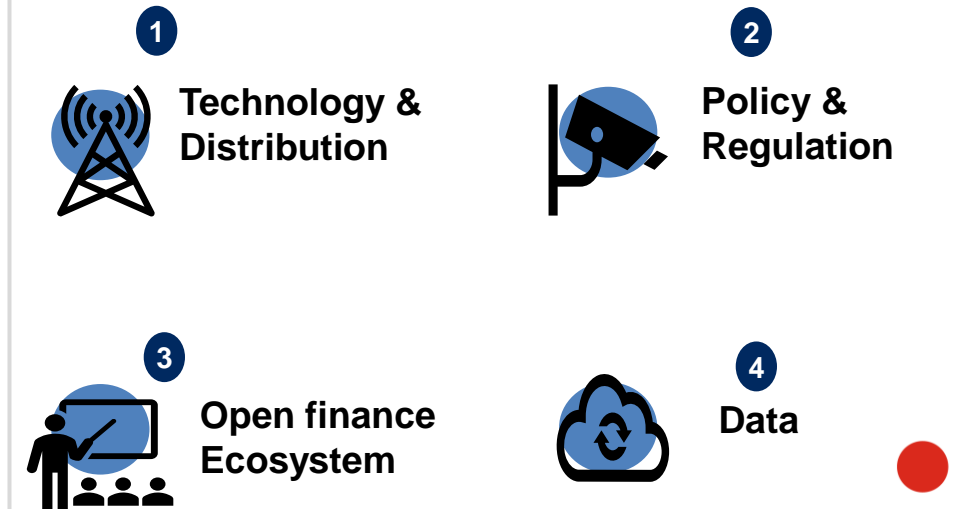 1
Technology &
Distribution
2
Policy &
Regulation
3
Open finance
Ecosystem
4
Data